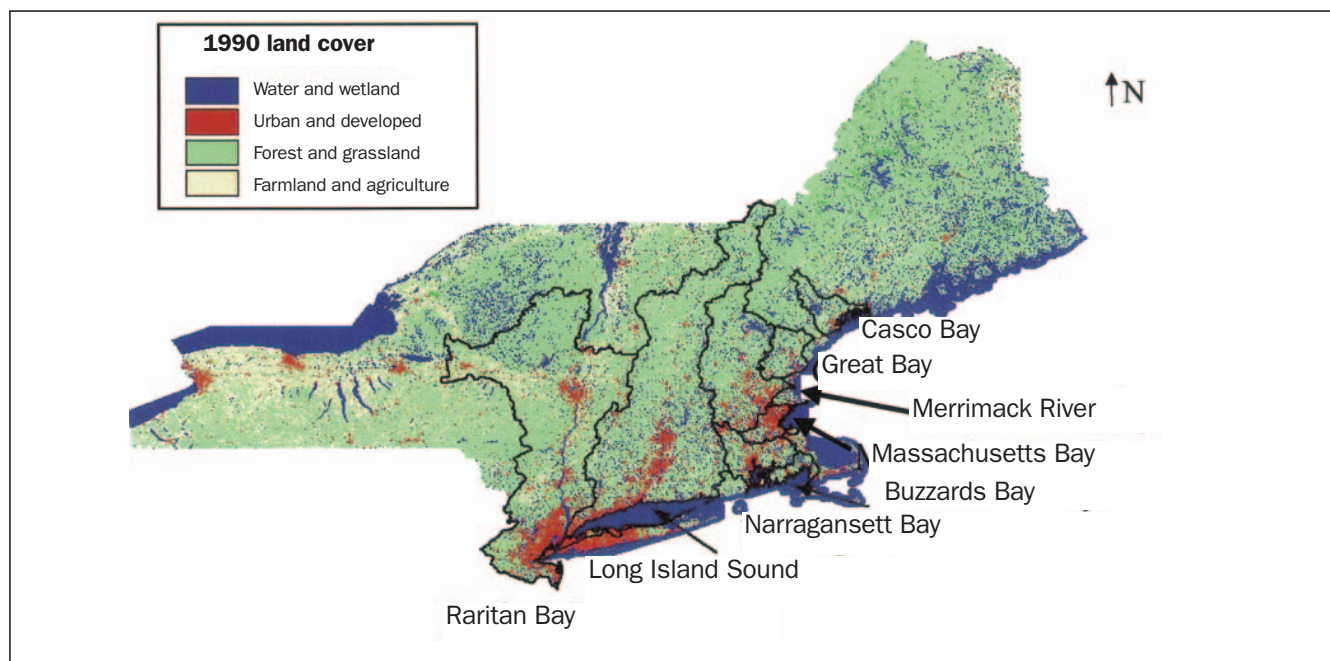 1990 land cover
Water and wetland
Urban and developed
Forest and grassland
Farmland and agriculture
N
Casco Bay
Great Bay
Merrimack River
Massachusetts Bay
Buzzards Bay
Narragansett Bay
Long Island Sound
Raritan Bay